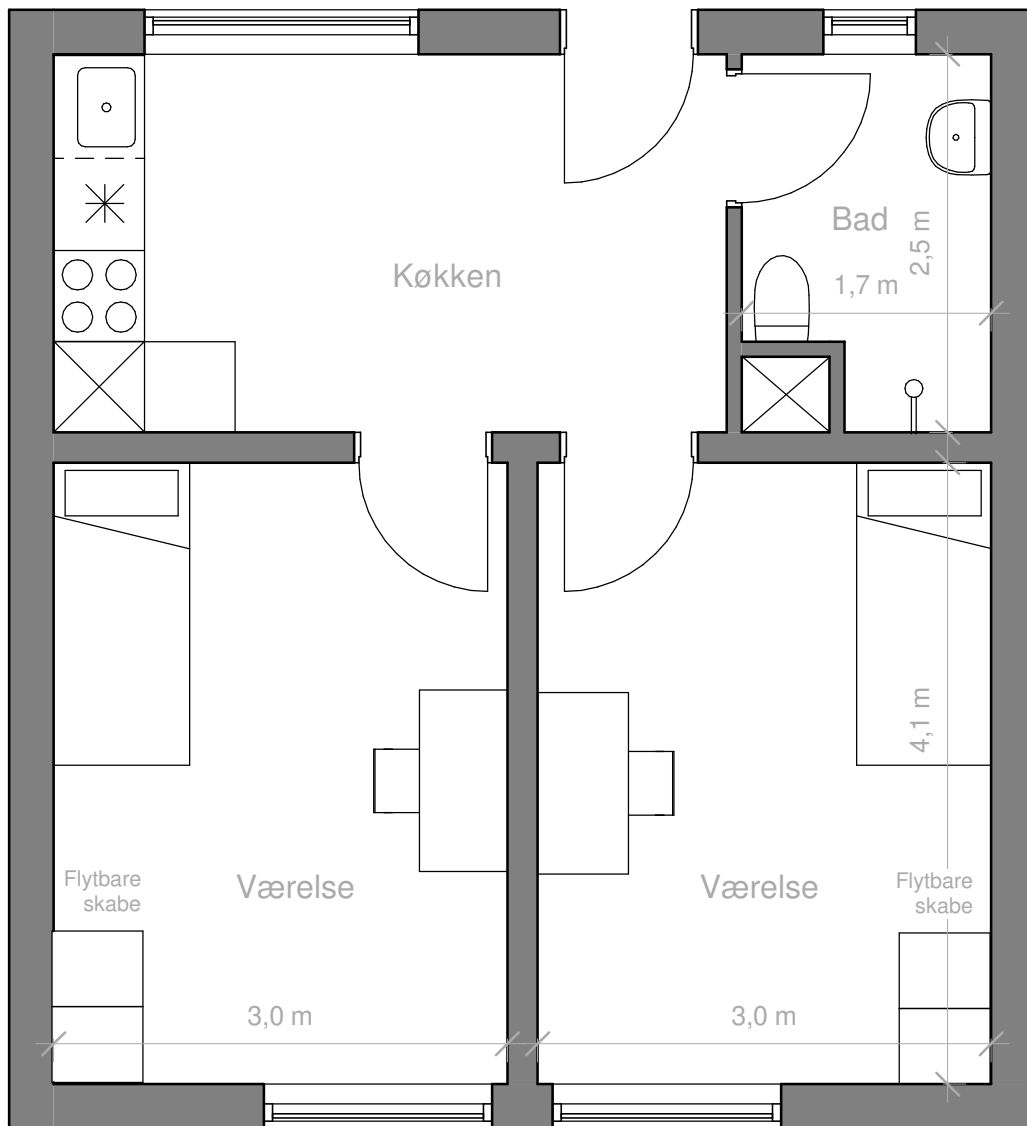 Bad
2,5 m
1,7 m
Køkken
4,1 m
Flytbare
skabe
Værelse
Værelse
Flytbare
skabe
3,0 m
3,0 m